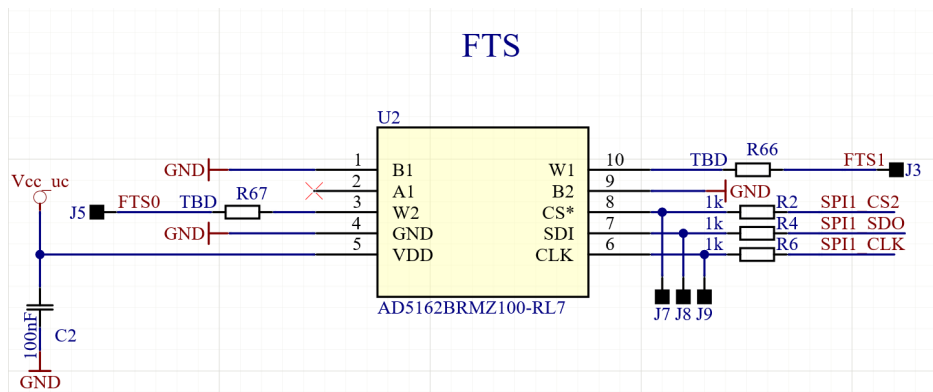 FTS
U2
1 B1 W1 10 TBD R66 FTS1 J3
GND
2 A1 B2 9 GND
Vcc_uc
J5 FTS0 TBD R67 3 W2 CS* 8 1k R2 SPI1_CS2
GND 4 GND SDI 7 1k R4 SPI1_SDO
5 VDD CLK 6 1k R6 SPI1_CLK
AD5162BRMZ100-RL7
J7 J8 J9
100nF C2
GND